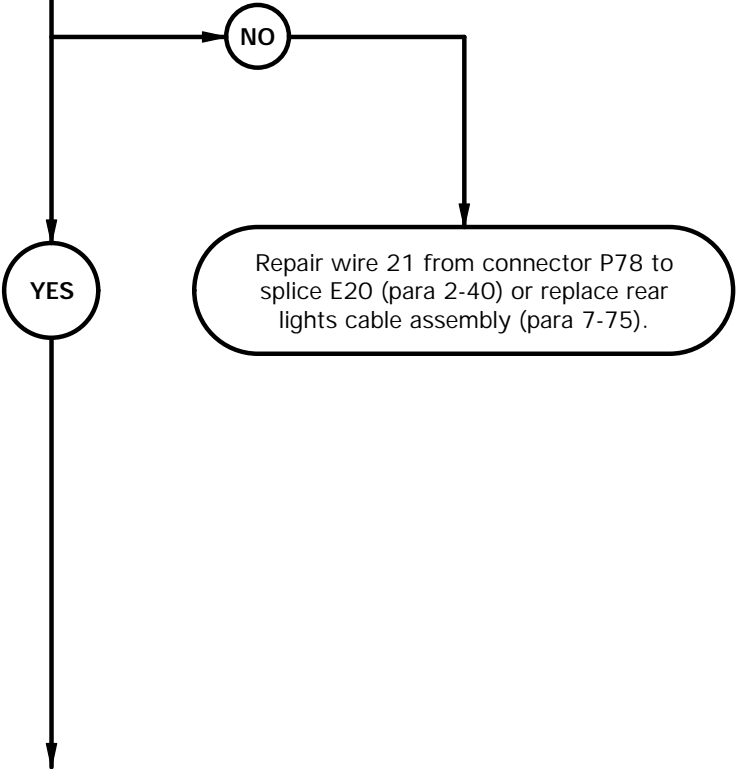 NO
YES
Repair wire 21 from connector P78 to
splice E20 (para 2-40) or replace rear
lights cable assembly (para 7-75).